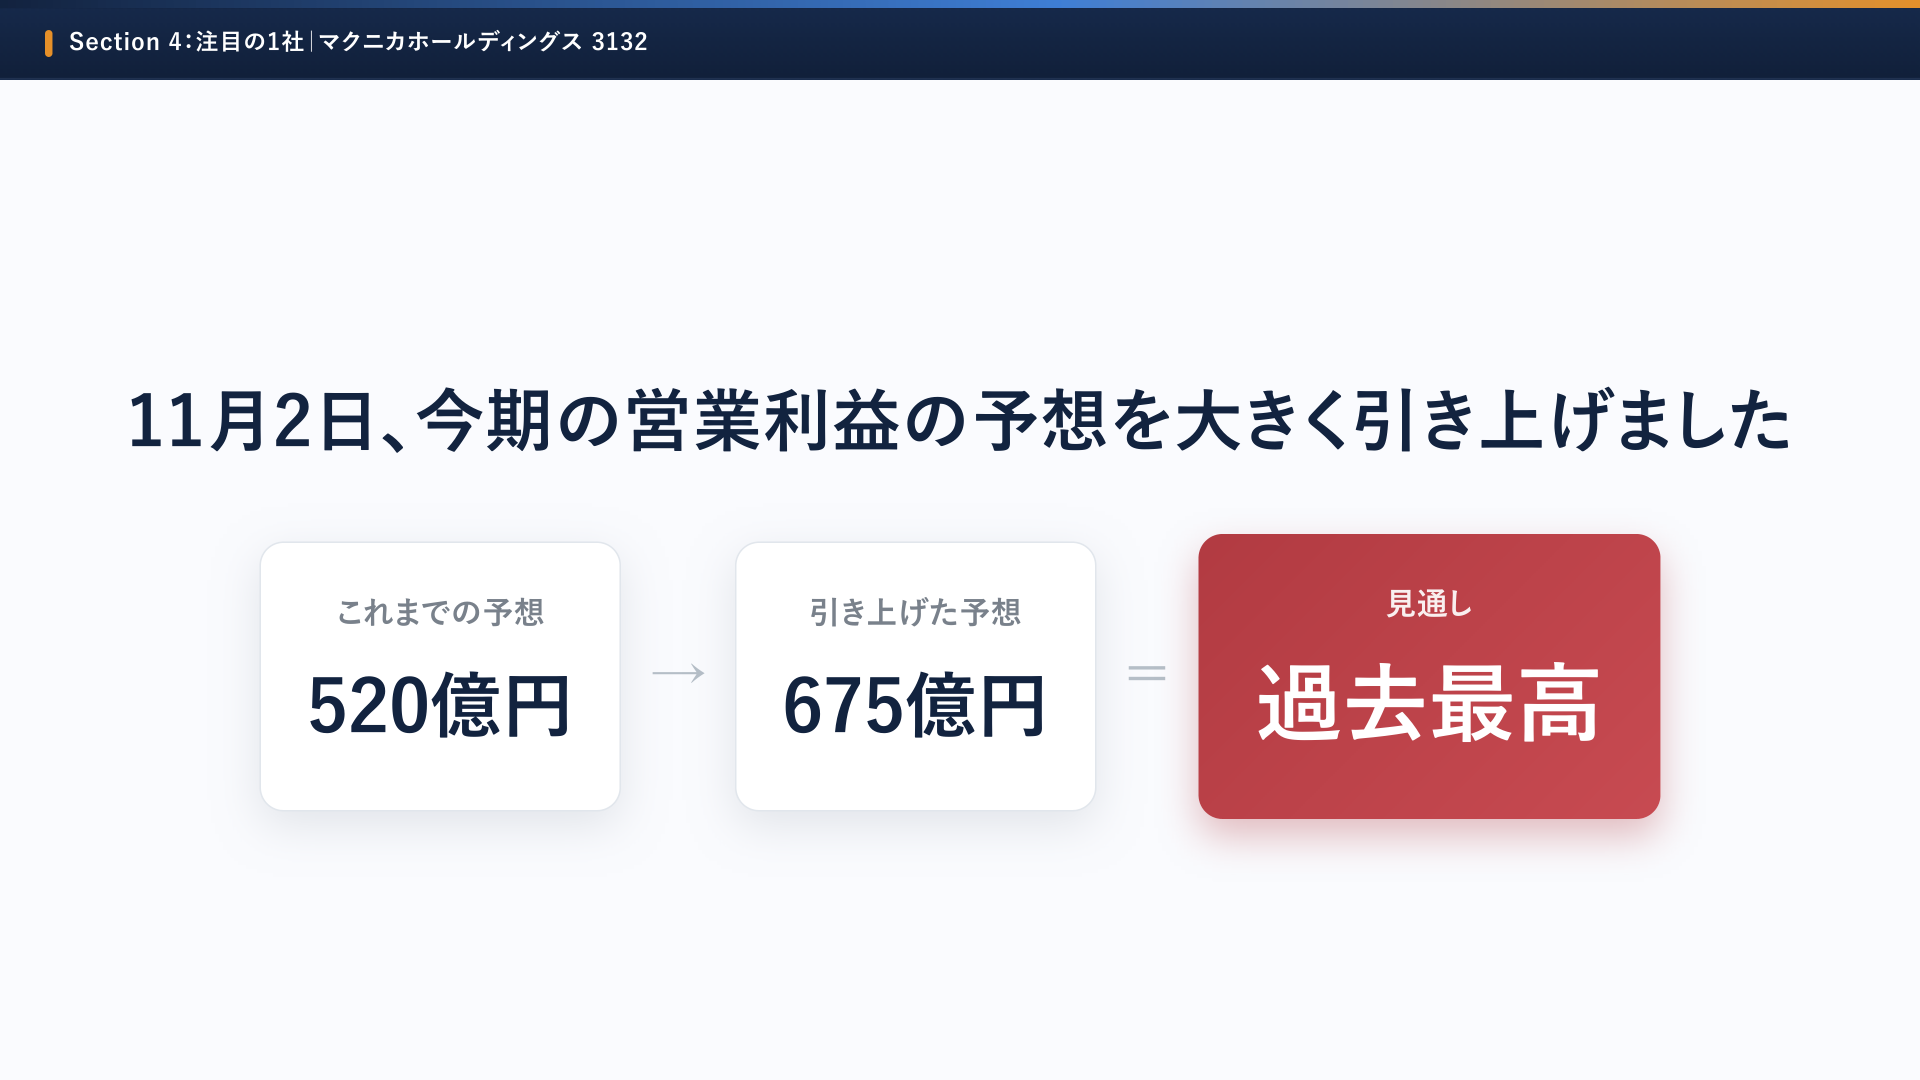 Section 4：注目の1社｜マクニカホールディングス 3132
11月2日、今期の営業利益の予想を大きく引き上げました
これまでの予想
520億円
→
引き上げた予想
675億円
＝
見通し
過去最高